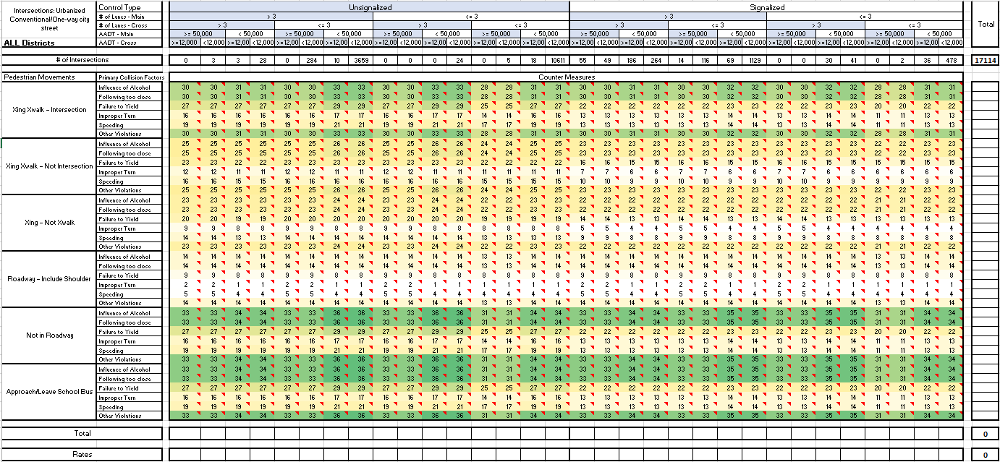 Intersections: Urbanized
Conventional/One-way city
street
ALL Districts
Control Type Unsignalized Signalized
# of Lanes - Main > 3 <= 3 > 3 <= 3
# of Lanes - Cross > 3 <= 3 > 3 <= 3 > 3 <= 3 > 3 <= 3
AADT - Main >= 50,000 < 50,000 >= 50,000 < 50,000 >= 50,000 < 50,000 >= 50,000 < 50,000 >= 50,000 < 50,000 >= 50,000 < 50,000 >= 50,000 < 50,000 >= 50,000 < 50,000
AADT - Cross >=12,000 <12,000 >=12,000 <12,000 >=12,000 <12,000 >=12,000 <12,000 >=12,000 <12,000 >=12,000 <12,000 >=12,000 <12,000 >=12,000 <12,000 >=12,000 <12,000 >=12,000 <12,000 >=12,000 <12,000 >=12,000 <12,000 >=12,000 <12,000 >=12,000 <12,000 >=12,000 <12,000 >=12,000 <12,000
Total
# of Intersections 0 3 3 28 0 284 10 3659 0 0 0 24 0 5 18 10611 55 49 186 264 14 116 69 1129 0 0 30 41 0 2 36 478 17114
Pedestrian Movements Primary Collision Factors Counter Measures
Xing Xwalk – Intersection
Influence of Alcohol 30 30 31 31 30 30 33 33 30 30 33 33 28 28 31 31 30 30 31 31 30 30 32 32 30 30 32 32 28 28 31 31
Following too close 30 30 31 31 30 30 33 33 30 30 33 33 28 28 31 31 30 30 31 31 30 30 32 32 30 30 32 32 28 28 31 31
Failure to Yield 27 27 27 27 27 27 29 29 27 27 29 29 25 25 27 27 22 22 22 22 22 22 23 23 22 22 23 23 20 20 22 22
Improper Turn 16 16 16 16 16 16 17 17 16 16 17 17 14 14 16 16 13 13 13 13 13 13 14 14 13 13 14 14 11 11 13 13
Speeding 19 19 19 19 19 19 21 21 19 19 21 21 17 17 19 19 13 13 13 13 13 13 14 14 13 13 14 14 11 11 13 13
Other Violations 30 30 31 31 30 30 33 33 30 30 33 33 28 28 31 31 30 30 31 31 30 30 32 32 30 30 32 32 28 28 31 31
Xing Xwalk – Not Intersection
Influence of Alcohol 25 25 25 25 25 25 26 26 25 25 26 26 24 24 25 25 23 23 22 22 23 23 23 23 23 23 23 23 22 22 22 22
Following too close 25 25 25 25 25 25 26 26 25 25 26 26 24 24 25 25 23 23 22 22 23 23 23 23 23 23 23 23 22 22 22 22
Failure to Yield 23 23 22 22 23 23 23 23 23 23 23 23 22 22 22 22 16 16 15 15 16 16 15 15 16 16 15 15 15 15 15 15
Improper Turn 12 12 11 11 12 12 11 11 12 12 11 11 11 11 11 11 7 7 6 6 7 7 6 6 7 7 6 6 6 6 6 6
Speeding 16 16 15 15 16 16 16 16 16 16 16 16 15 15 15 15 10 10 9 9 10 10 9 9 10 10 9 9 9 9 9 9
Other Violations 25 25 25 25 25 25 26 26 25 25 26 26 24 24 25 25 23 23 22 22 23 23 23 23 23 23 23 23 22 22 22 22
Xing – Not Xwalk
Influence of Alcohol 23 23 23 23 23 23 24 24 23 23 24 24 22 22 23 23 22 22 22 22 22 22 22 22 22 22 22 22 21 21 22 22
Following too close 23 23 23 23 23 23 24 24 23 23 24 24 22 22 23 23 22 22 22 22 22 22 22 22 22 22 22 22 21 21 22 22
Failure to Yield 20 20 19 19 20 20 20 20 20 20 20 20 19 19 19 19 14 14 13 13 14 14 13 13 14 14 13 13 13 13 13 13
Improper Turn 9 9 8 8 9 9 8 8 9 9 8 8 8 8 8 8 5 5 4 4 5 5 4 4 5 5 4 4 4 4 4 4
Speeding 14 14 13 13 14 14 14 14 14 14 14 14 13 13 13 13 9 9 8 8 9 9 8 8 9 9 8 8 8 8 8 8
Other Violations 23 23 23 23 23 23 24 24 23 23 24 24 22 22 23 23 22 22 22 22 22 22 22 22 22 22 22 22 21 21 22 22
Roadway – Include Shoulder
Influence of Alcohol 14 14 14 14 14 14 14 14 14 14 14 14 13 13 14 14 14 14 14 14 14 14 14 14 14 14 14 14 13 13 14 14
Following too close 14 14 14 14 14 14 14 14 14 14 14 14 13 13 14 14 14 14 14 14 14 14 14 14 14 14 14 14 13 13 14 14
Failure to Yield 9 9 8 8 9 9 8 8 9 9 8 8 8 8 8 8 9 9 8 8 9 9 8 8 9 9 8 8 8 8 8 8
Improper Turn 2 2 1 1 2 2 1 1 2 2 1 1 1 1 1 1 2 2 1 1 2 2 1 1 2 2 1 1 1 1 1 1
Speeding 5 5 4 4 5 5 4 4 5 5 4 4 4 4 4 4 5 5 4 4 5 5 4 4 5 5 4 4 4 4 4 4
Other Violations 14 14 14 14 14 14 14 14 14 14 14 14 13 13 14 14 14 14 14 14 14 14 14 14 14 14 14 14 13 13 14 14
Not in Roadway
Influence of Alcohol 33 33 34 34 33 33 36 36 33 33 36 36 31 31 34 34 33 33 34 34 33 33 35 35 33 33 35 35 31 31 34 34
Following too close 33 33 34 34 33 33 36 36 33 33 36 36 31 31 34 34 33 33 34 34 33 33 35 35 33 33 35 35 31 31 34 34
Failure to Yield 27 27 27 27 27 27 29 29 27 27 29 29 25 25 27 27 22 22 22 22 22 22 23 23 22 22 23 23 20 20 22 22
Improper Turn 16 16 16 16 16 16 17 17 16 16 17 17 14 14 16 16 13 13 13 13 13 13 14 14 13 13 14 14 11 11 13 13
Speeding 19 19 19 19 19 19 21 21 19 19 21 21 17 17 19 19 13 13 13 13 13 13 14 14 13 13 14 14 11 11 13 13
Other Violations 33 33 34 34 33 33 36 36 33 33 36 36 31 31 34 34 33 33 34 34 33 33 35 35 33 33 35 35 31 31 34 34
Approach/Leave School Bus
Influence of Alcohol 33 33 34 34 33 33 36 36 33 33 36 36 31 31 34 34 33 33 34 34 33 33 35 35 33 33 35 35 31 31 34 34
Following too close 33 33 34 34 33 33 36 36 33 33 36 36 31 31 34 34 33 33 34 34 33 33 35 35 33 33 35 35 31 31 34 34
Failure to Yield 27 27 27 27 27 27 29 29 27 27 29 29 25 25 27 27 22 22 22 22 22 22 23 23 22 22 23 23 20 20 22 22
Improper Turn 16 16 16 16 16 16 17 17 16 16 17 17 14 14 16 16 13 13 13 13 13 13 14 14 13 13 14 14 11 11 13 13
Speeding 19 19 19 19 19 19 21 21 19 19 21 21 17 17 19 19 13 13 13 13 13 13 14 14 13 13 14 14 11 11 13 13
Other Violations 33 33 34 34 33 33 36 36 33 33 36 36 31 31 34 34 33 33 34 34 33 33 35 35 33 33 35 35 31 31 34 34
Total 0
Rates 0